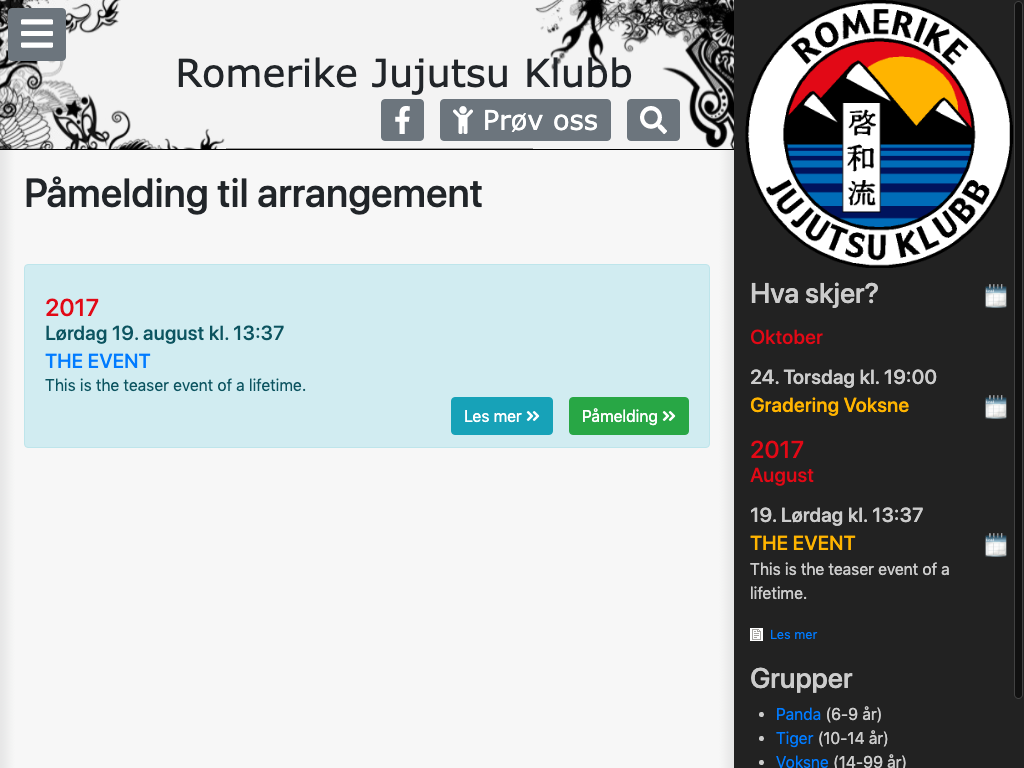 Romerike Jujutsu Klubb
Prøv oss
Påmelding til arrangement
2017
Lørdag 19. august kl. 13:37
THE EVENT
This is the teaser event of a lifetime.
Les mer »
Påmelding »
ROMERIKE
啓和流
JUJUTSU KLUBB
Hva skjer?
Oktober
24. Torsdag kl. 19:00
Gradering Voksne
2017
August
19. Lørdag kl. 13:37
THE EVENT
This is the teaser event of a
lifetime.
Les mer
Grupper
• Panda (6-9 år)
• Tiger (10-14 år)
• Voksne (14-99 år)